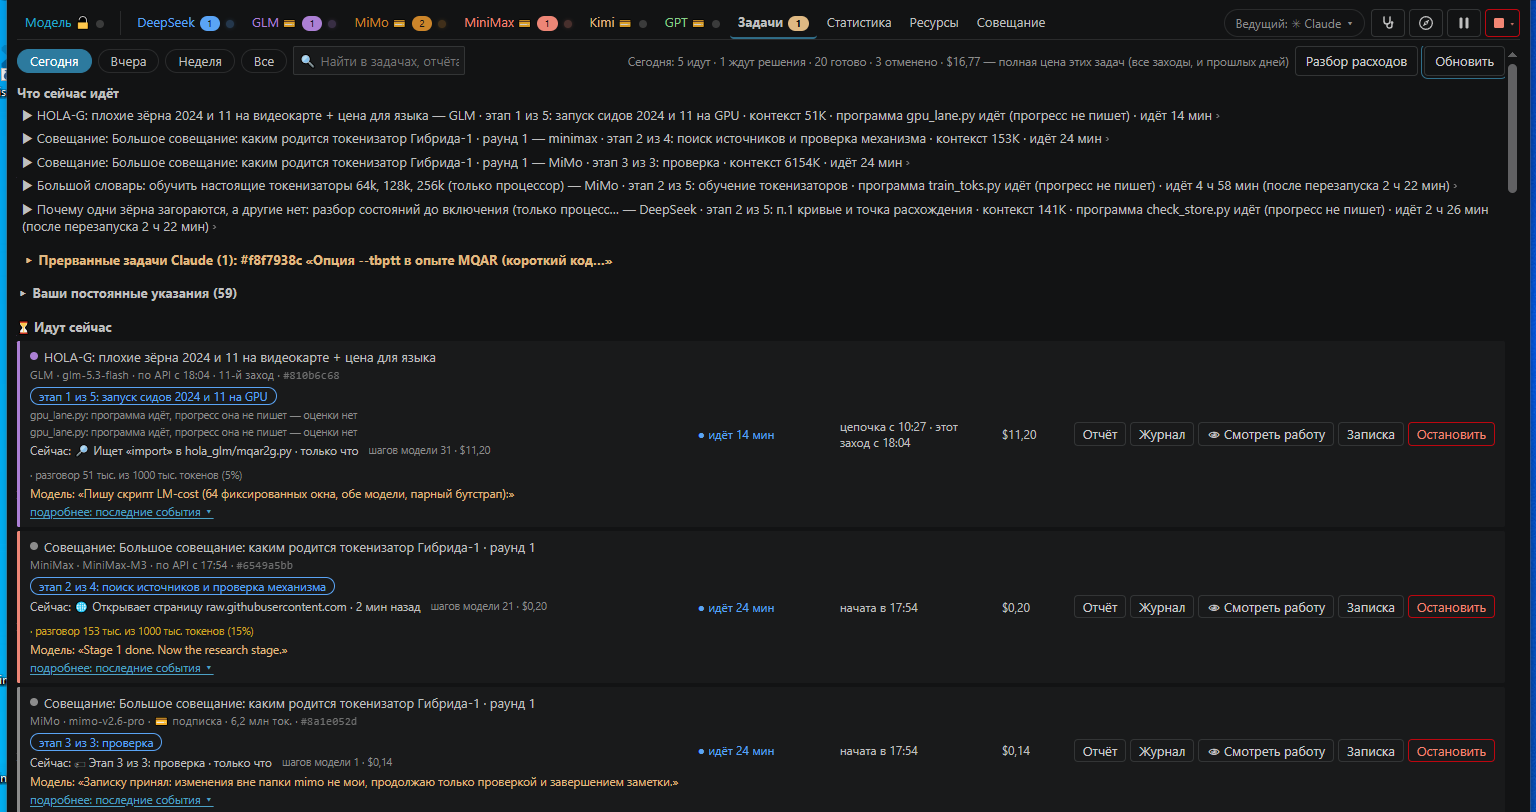 Модель 🔒 DeepSeek 1 GLM 1 MiMo 2 MiniMax 1 Kimi GPT Задачи 1 Статистика Ресурсы Совещание Ведущий: ✳ Claude ▾
Сегодня Вчера Неделя Все 🔍 Найти в задачах, отчёта Сегодня: 5 идут · 1 ждут решения · 20 готово · 3 отменено · $16,77 — полная цена этих задач (все заходы, и прошлых дней) Разбор расходов Обновить
Что сейчас идёт
▶ HOLA-G: плохие зёрна 2024 и 11 на видеокарте + цена для языка — GLM · этап 1 из 5: запуск сидов 2024 и 11 на GPU · контекст 51K · программа gpu_lane.py идёт (прогресс не пишет) · идёт 14 мин ›
▶ Совещание: Большое совещание: каким родится токенизатор Гибрида-1 · раунд 1 — minimax · этап 2 из 4: поиск источников и проверка механизма · контекст 153K · идёт 24 мин ›
▶ Совещание: Большое совещание: каким родится токенизатор Гибрида-1 · раунд 1 — MiMo · этап 3 из 3: проверка · контекст 6154K · идёт 24 мин ›
▶ Большой словарь: обучить настоящие токенизаторы 64k, 128k, 256k (только процессор) — MiMo · этап 2 из 5: обучение токенизаторов · программа train_toks.py идёт (прогресс не пишет) · идёт 4 ч 58 мин (после перезапуска 2 ч 22 мин) ›
▶ Почему одни зёрна загораются, а другие нет: разбор состояний до включения (только процесс... — DeepSeek · этап 2 из 5: п.1 кривые и точка расхождения · контекст 141K · программа check_store.py идёт (прогресс не пишет) · идёт 2 ч 26 мин
(после перезапуска 2 ч 22 мин) ›
▸ Прерванные задачи Claude (1): #f8f7938c «Опция --tbptt в опыте MQAR (короткий код...»
▸ Ваши постоянные указания (59)
⏳ Идут сейчас
HOLA-G: плохие зёрна 2024 и 11 на видеокарте + цена для языка
GLM · glm-5.3-flash · по API с 18:04 · 11-й заход · #810b6c68
этап 1 из 5: запуск сидов 2024 и 11 на GPU
gpu_lane.py: программа идёт, прогресс она не пишет — оценки нет
gpu_lane.py: программа идёт, прогресс она не пишет — оценки нет
Сейчас: 🔎 Ищет «import» в hola_glm/mqar2g.py · только что шагов модели 31 · $11,20
· разговор 51 тыс. из 1000 тыс. токенов (5%)
Модель: «Пишу скрипт LM-cost (64 фиксированных окна, обе модели, парный бутстрап):»
подробнее: последние события ▾
● идёт 14 мин
цепочка с 10:27 · этот
заход с 18:04
$11,20
Отчёт Журнал 👁 Смотреть работу Записка Остановить
Совещание: Большое совещание: каким родится токенизатор Гибрида-1 · раунд 1
MiniMax · MiniMax-M3 · по API с 17:54 · #6549a5bb
этап 2 из 4: поиск источников и проверка механизма
Сейчас: 🌐 Открывает страницу raw.githubusercontent.com · 2 мин назад шагов модели 21 · $0,20
· разговор 153 тыс. из 1000 тыс. токенов (15%)
Модель: «Stage 1 done. Now the research stage.»
подробнее: последние события ▾
● идёт 24 мин
начата в 17:54
$0,20
Отчёт Журнал 👁 Смотреть работу Записка Остановить
Совещание: Большое совещание: каким родится токенизатор Гибрида-1 · раунд 1
MiMo · mimo-v2.6-pro · 💳 подписка · 6,2 млн ток. · #8a1e052d
этап 3 из 3: проверка
Сейчас: Этап 3 из 3: проверка · только что шагов модели 1 · $0,14
Модель: «Записку принял: изменения вне папки mimo не мои, продолжаю только проверкой и завершением заметки.»
подробнее: последние события ▾
● идёт 24 мин
начата в 17:54
$0,14
Отчёт Журнал 👁 Смотреть работу Записка Остановить